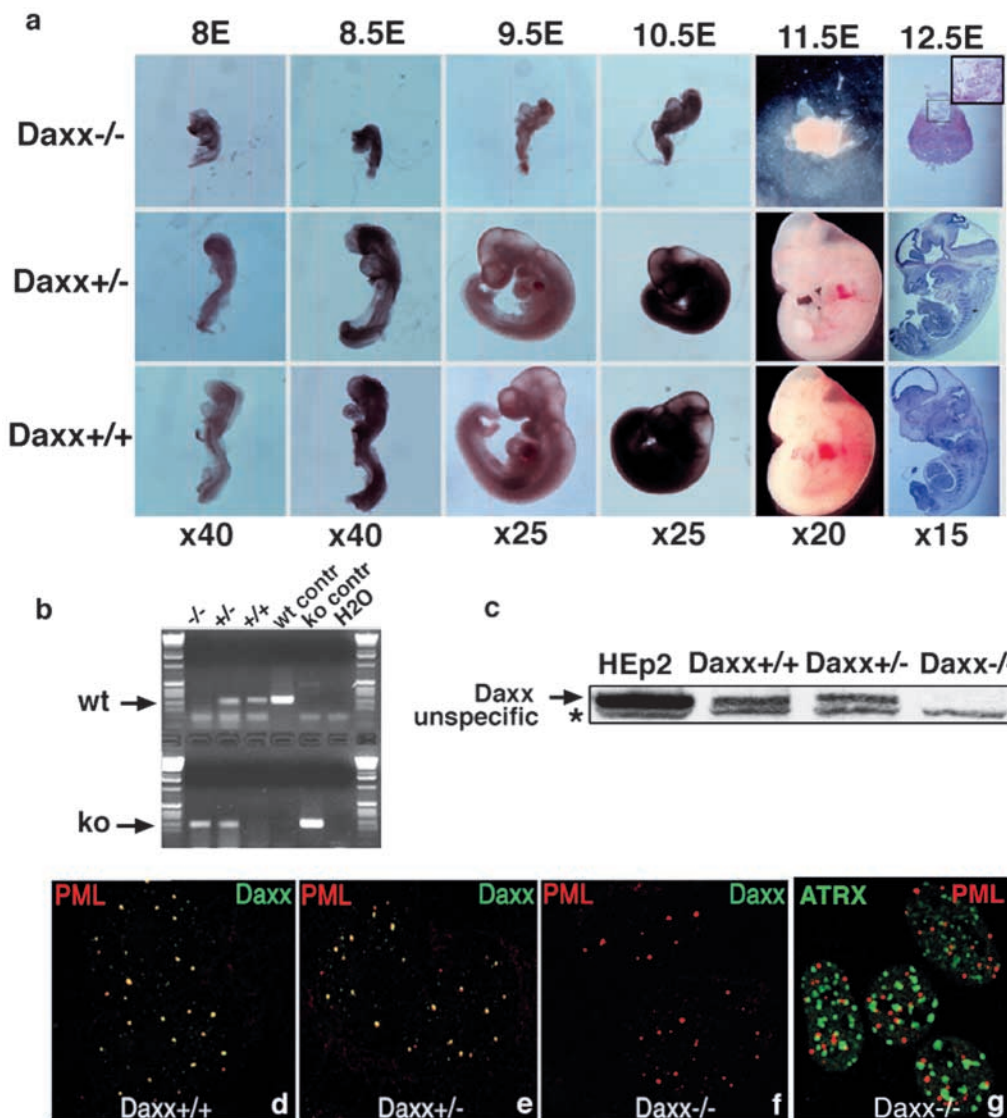 a
8E 8.5E 9.5E 10.5E 11.5E 12.5E
Daxx-/-
Daxx+/-
Daxx+/+
x40 x40 x25 x25 x20 x15
b
-/- +/- +/+ wt contr ko contr H2O
wt
ko
c
HEp2 Daxx+/+ Daxx+/- Daxx-/-
Daxx
unspecific *
PML Daxx
Daxx+/+ d
PML Daxx
Daxx+/- e
PML Daxx
Daxx-/- f
ATRX PML
Daxx-/- g